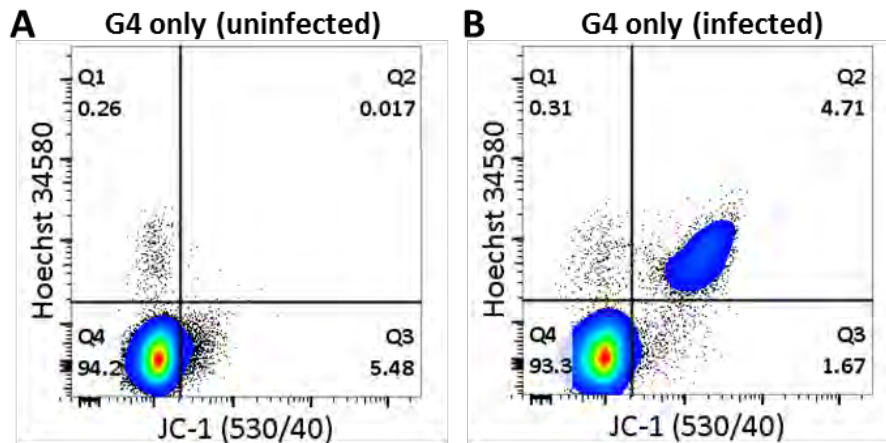 A
G4 only (uninfected)
Q1
0.26
Q2
0.017
Q4
94.2
Q3
5.48
Hoechst 34580
JC-1 (530/40)
B
G4 only (infected)
Q1
0.31
Q2
4.71
Q4
93.3
Q3
1.67
Hoechst 34580
JC-1 (530/40)